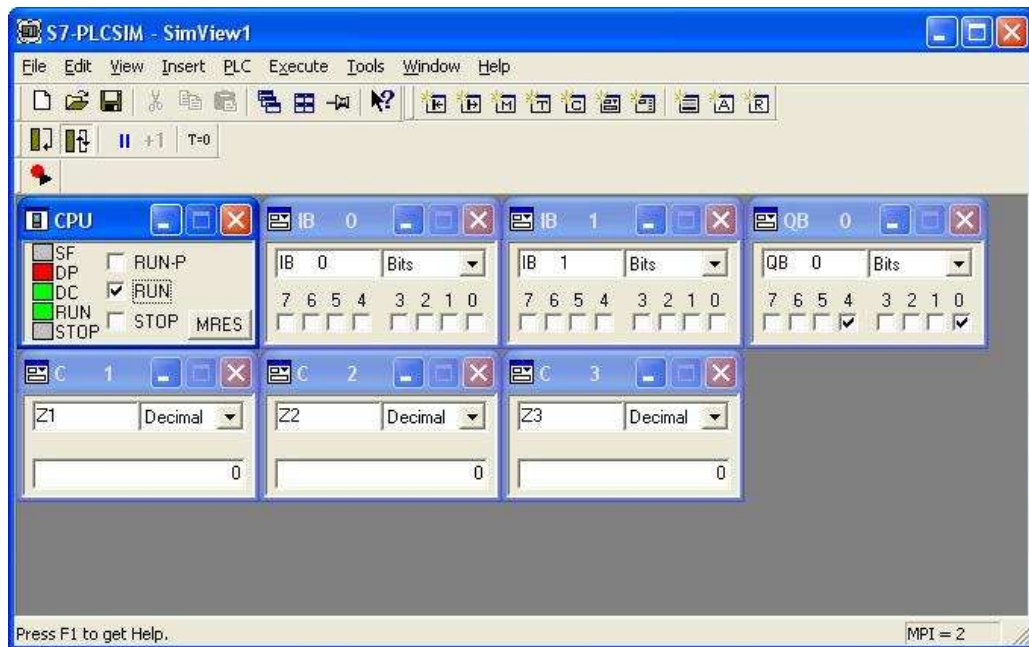 S7-PLCSIM - SimView1
File Edit View Insert PLC Execute Tools Window Help
+1 T=0
CPU
SF
DP
DC
RUN
STOP
RUN-P
RUN
STOP
MRES
IB 0
IB 0 Bits
7 6 5 4 3 2 1 0
IB 1
IB 1 Bits
7 6 5 4 3 2 1 0
QB 0
QB 0 Bits
7 6 5 4 3 2 1 0
C 1
Z1 Decimal
0
C 2
Z2 Decimal
0
C 3
Z3 Decimal
0
Press F1 to get Help.
MPI = 2